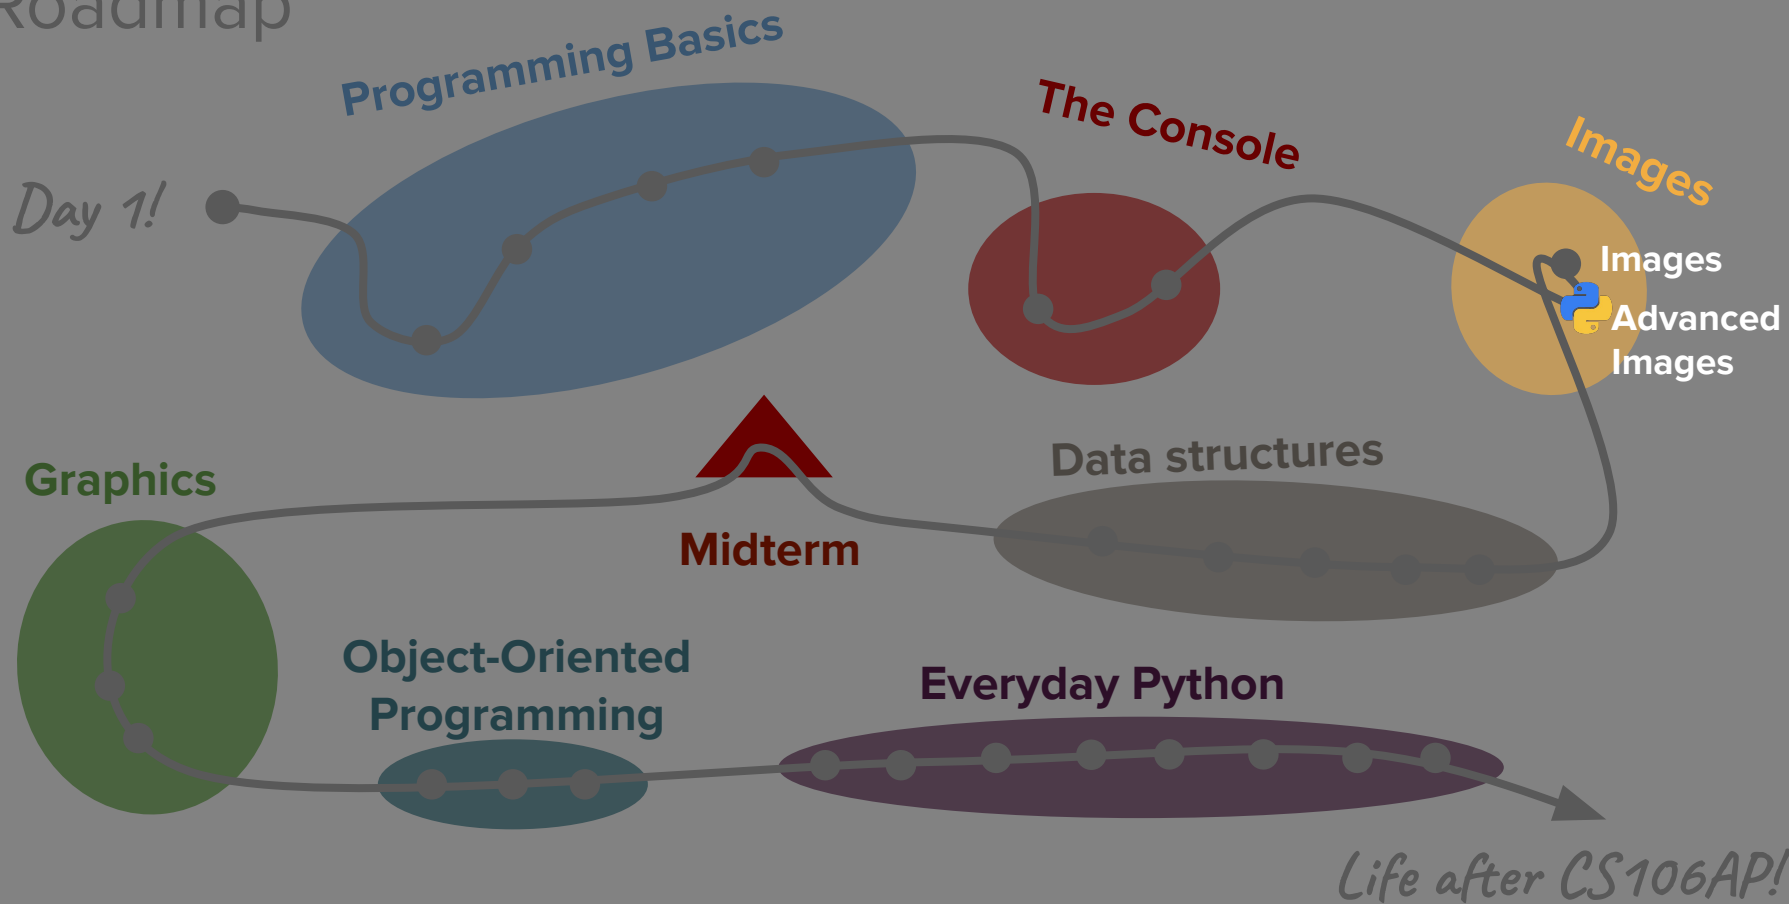 Roadmap
Programming Basics
The Console
Images
Day 1!
Images
Advanced
Images
Data structures
Graphics
Midterm
Object-Oriented
Programming
Everyday Python
Life after CS106AP!